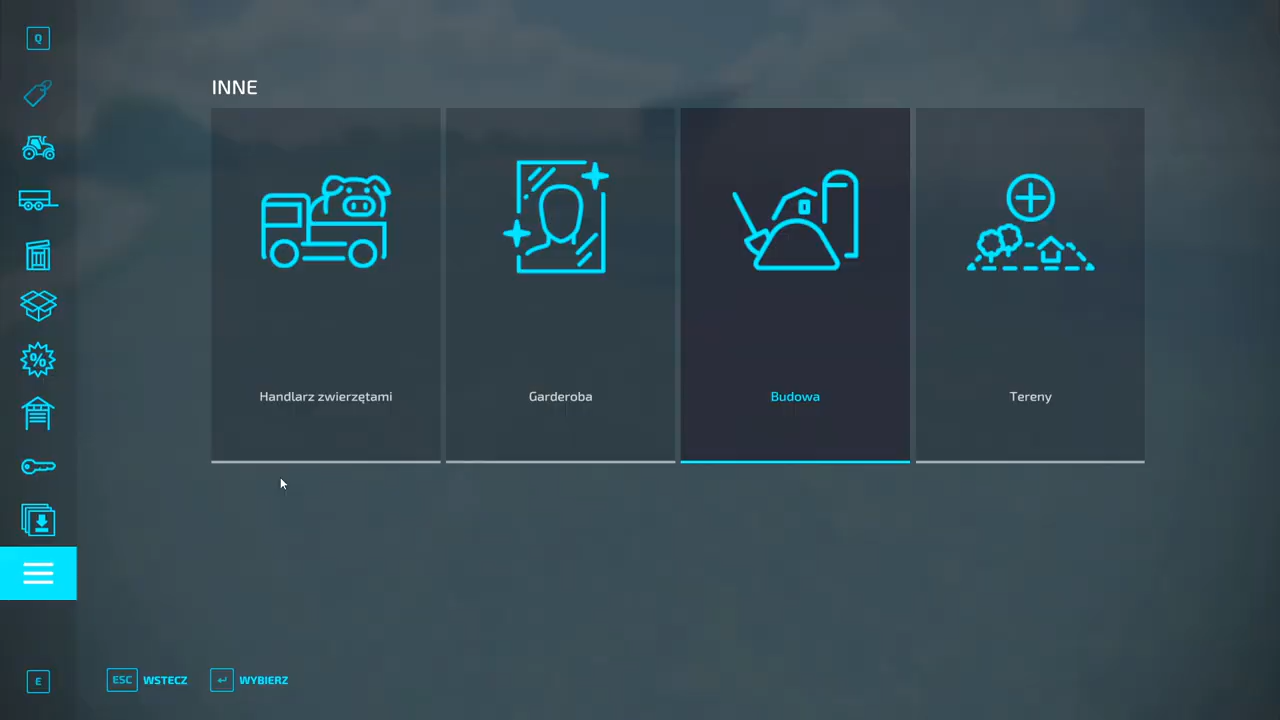 Q
INNE
Handlarz zwierzętami
Garderoba
Budowa
Tereny
%
E
ESC WSTECZ
↩ WYBIERZ